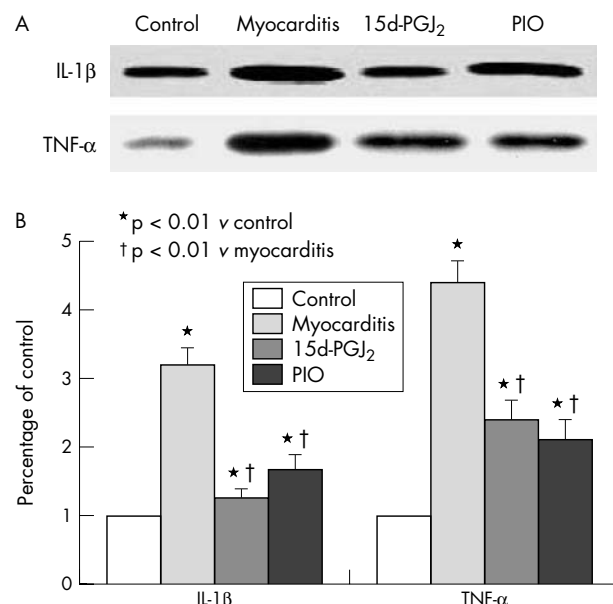 A
Control Myocarditis 15d-PGJ₂ PIO
IL-1β
TNF-α
B
★ p < 0.01 v control
† p < 0.01 v myocarditis
Control
Myocarditis
15d-PGJ₂
PIO
Percentage of control
5
4
3
2
1
0
★
★ †
★ †
★
★ †
★ †
IL-1β TNF-α